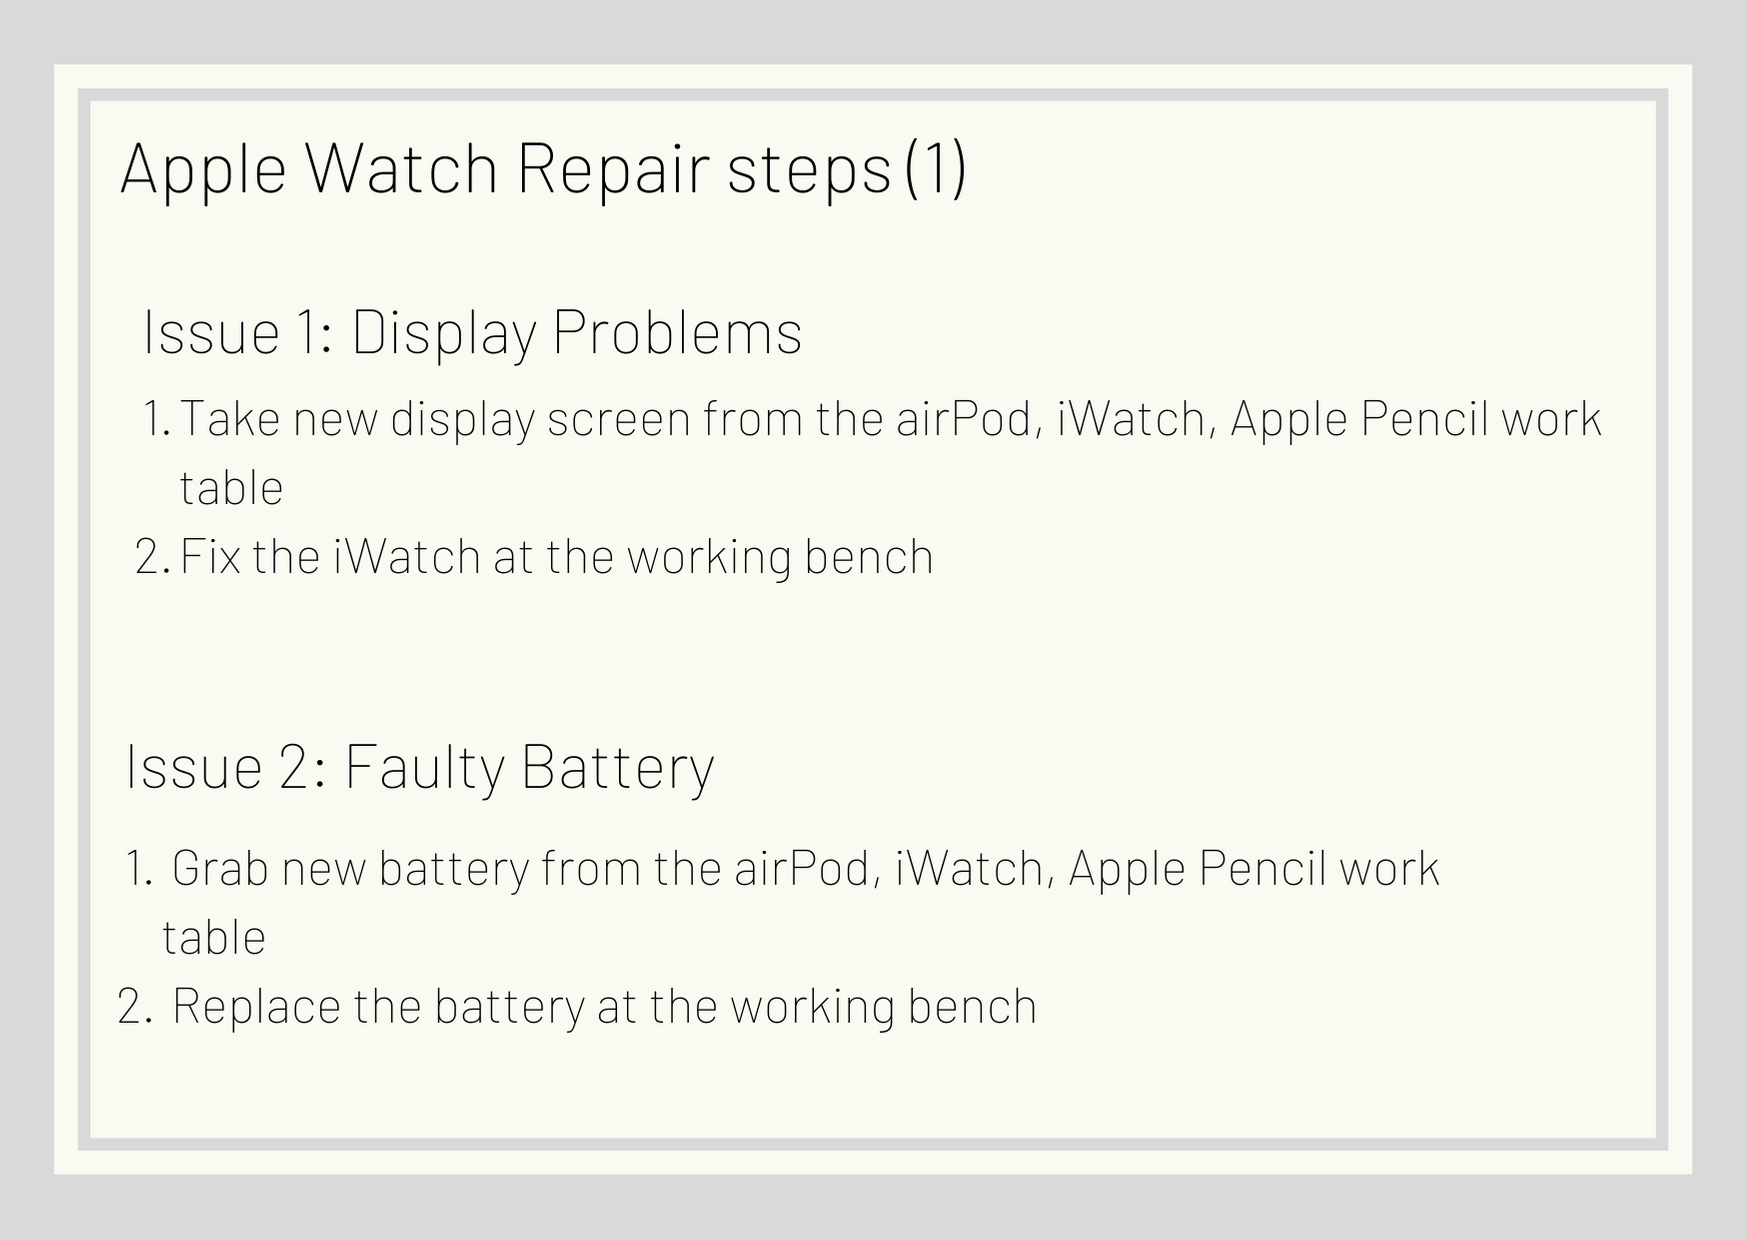 Apple Watch Repair steps (1)
Issue 1: Display Problems
1. Take new display screen from the airPod, iWatch, Apple Pencil work
table
2. Fix the iWatch at the working bench
Issue 2: Faulty Battery
1. Grab new battery from the airPod, iWatch, Apple Pencil work
table
2. Replace the battery at the working bench